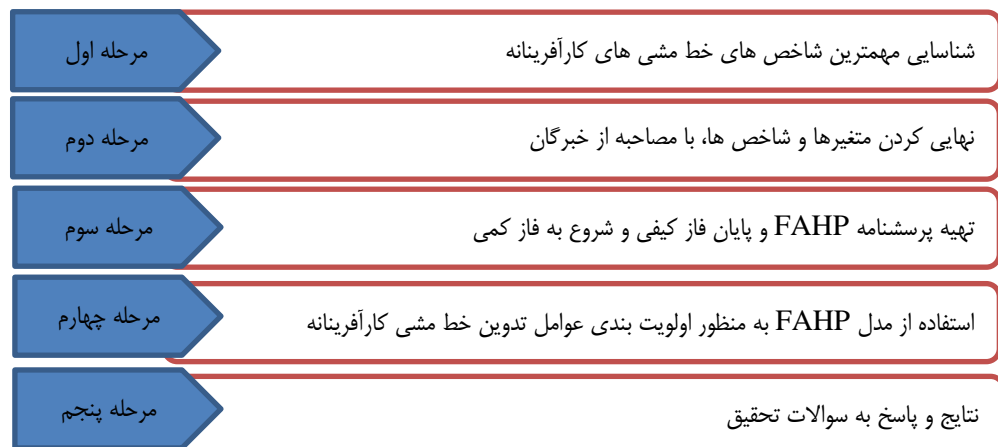 مرحله اول
شناسایی مهمترین شاخص های خط مشی های کارآفرینانه
مرحله دوم
نهایی کردن متغیرها و شاخص ها، با مصاحبه از خبرگان
مرحله سوم
تهیه پرسشنامه FAHP و پایان فاز کیفی و شروع به فاز کمی
مرحله چهارم
استفاده از مدل FAHP به منظور اولویت بندی عوامل تدوین خط مشی کارآفرینانه
مرحله پنجم
نتایج و پاسخ به سوالات تحقیق